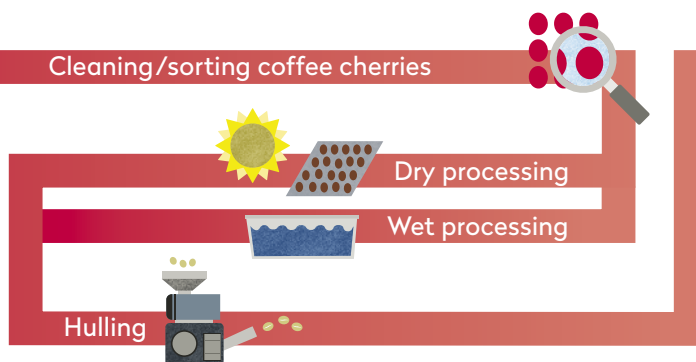 Cleaning/sorting coffee cherries
Dry processing
Wet processing
Hulling